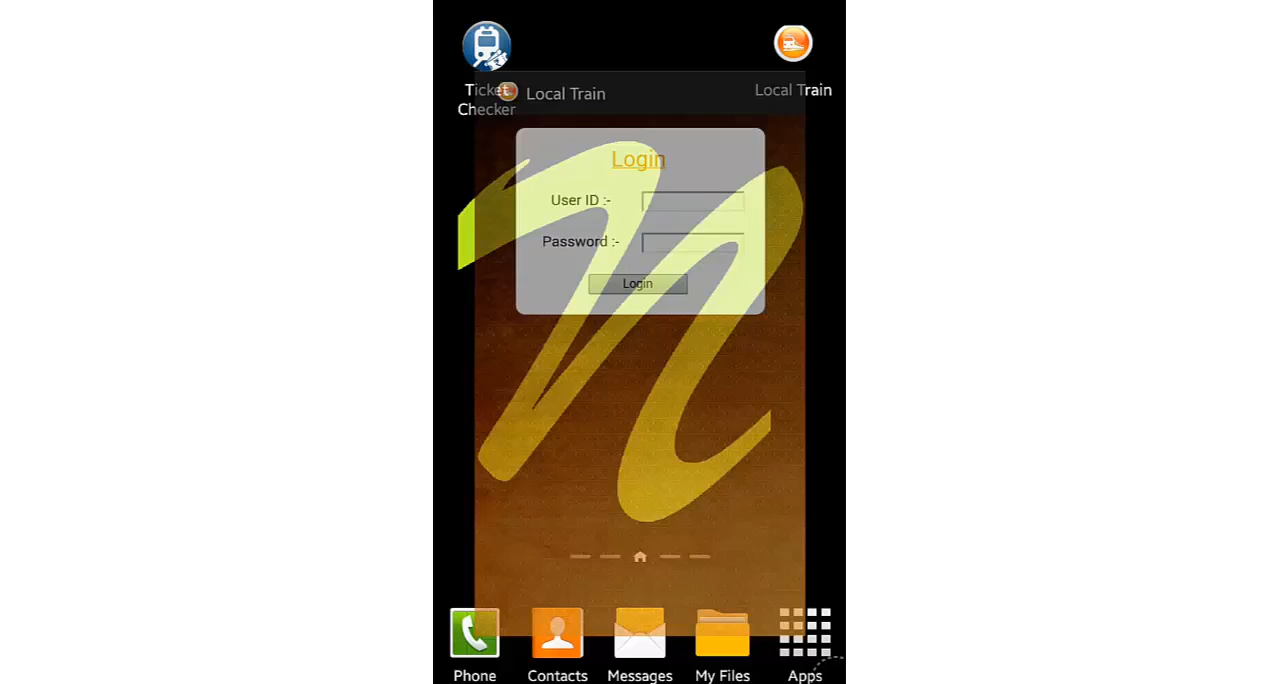 Ticket
Checker
Local Train
Local Train
Login
User ID :-
Password :-
Login
Phone
Contacts
Messages
My Files
Apps